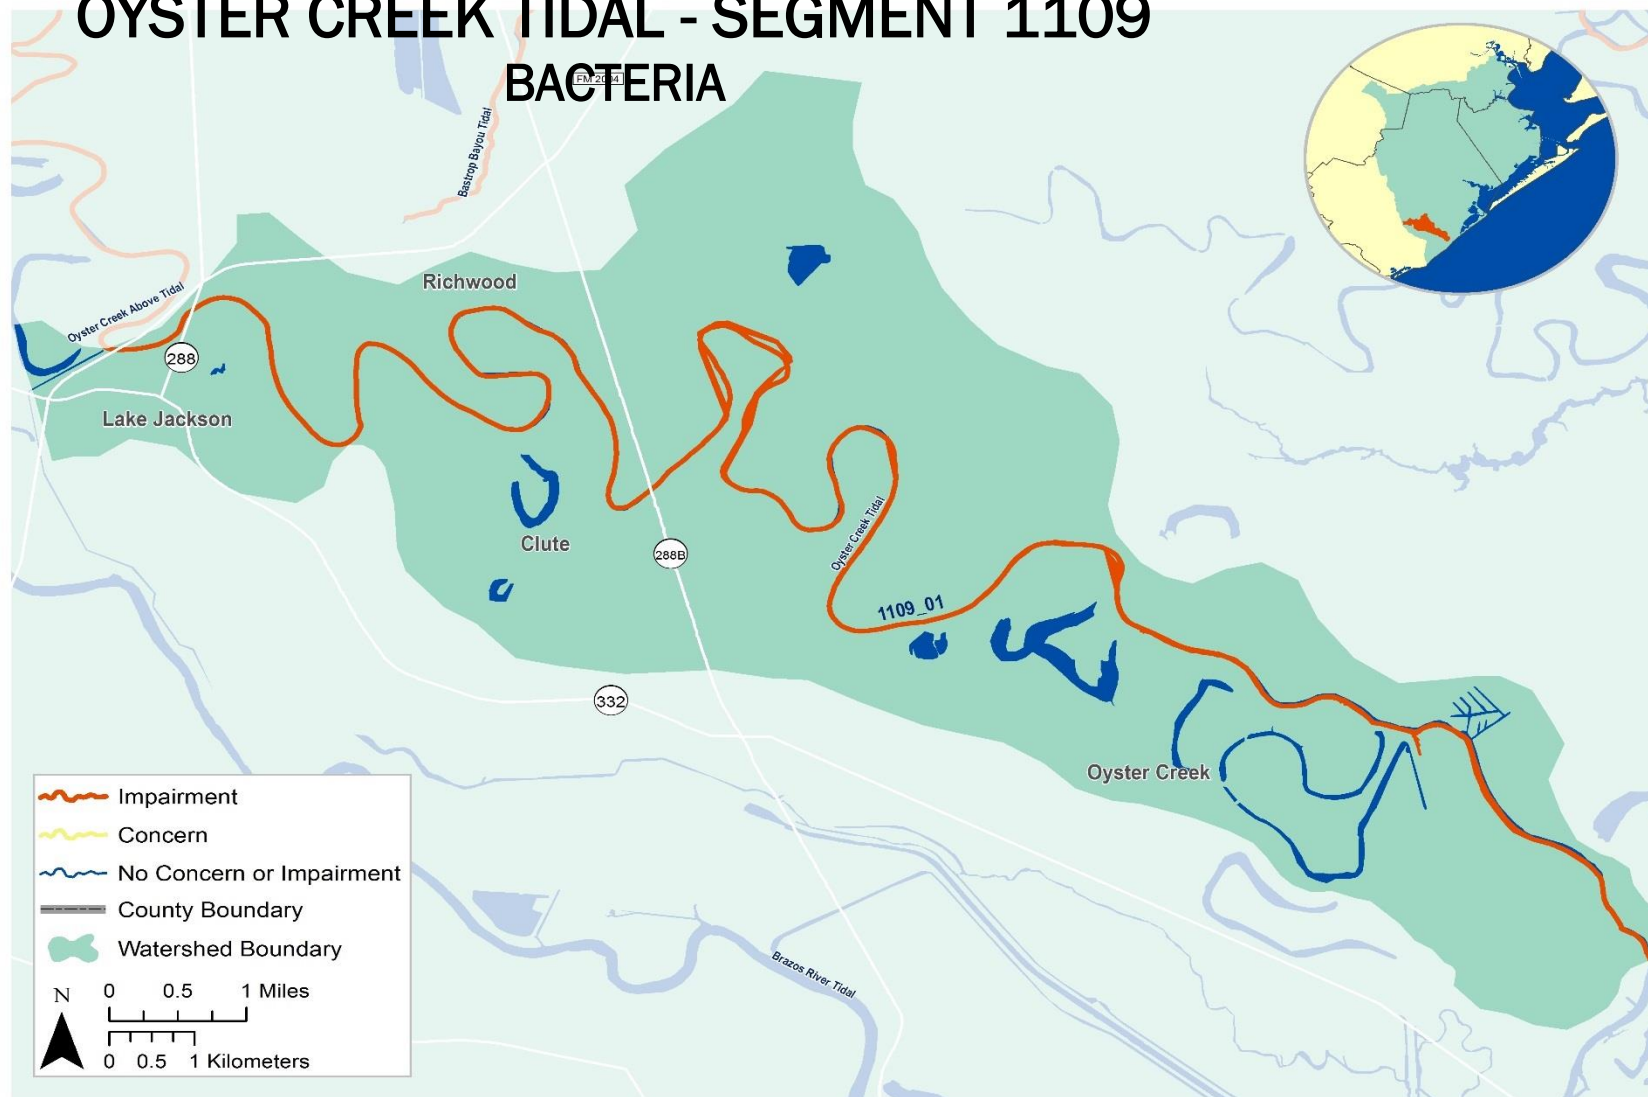 OYSTER CREEK TIDAL - SEGMENT 1109
BACTERIA
FM 2004
Bastrop Bayou Tidal
Richwood
Oyster Creek Above Tidal
288
Lake Jackson
Clute
288B
Oyster Creek Tidal
1109_01
332
Oyster Creek
Brazos River Tidal
Impairment
Concern
No Concern or Impairment
County Boundary
Watershed Boundary
N
0 0.5 1 Miles
0 0.5 1 Kilometers